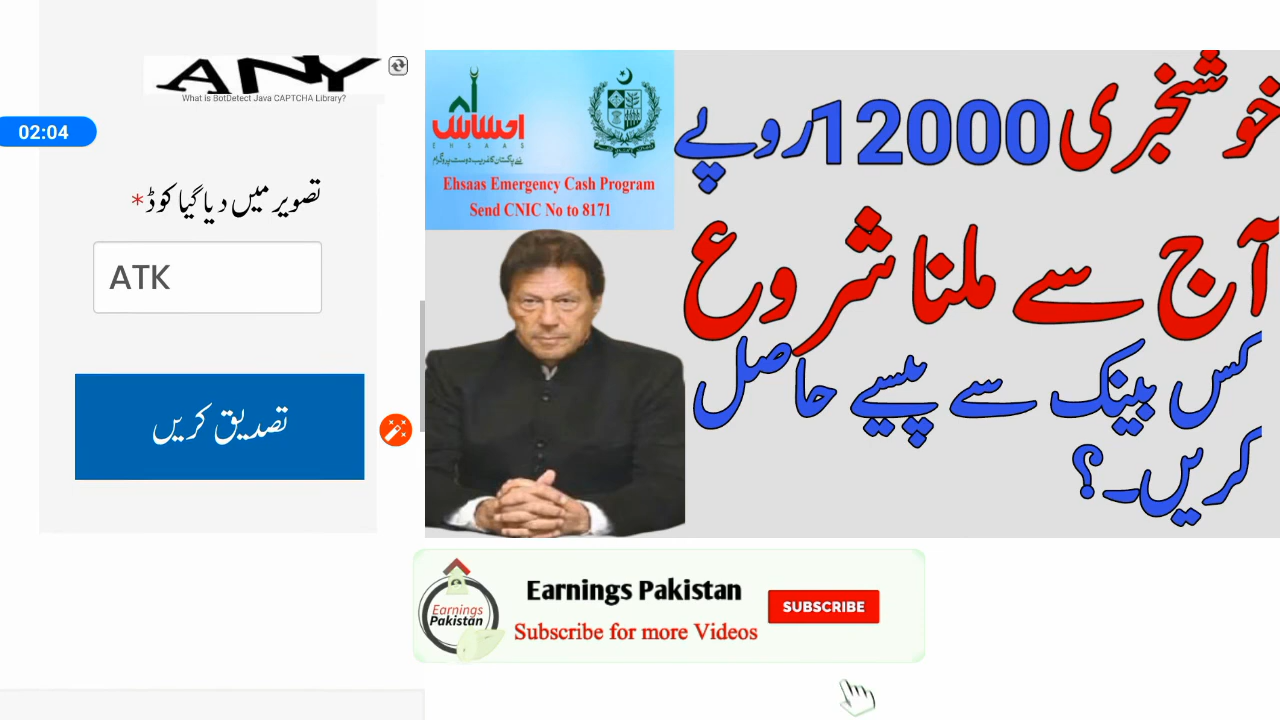 ANY
What is BotDetect Java CAPTCHA Library?
02:04
تصویر میں دیا گیا کوڈ*
ATK
تصدیق کریں
احساس
EHSAAS
Ehsaas Emergency Cash Program
Send CNIC No to 8171
خوشخبری 12000روپے
آج سے ملنا شروع
کس بینک سے پیسے حاصل
کریں۔؟
Earnings
Pakistan
Earnings Pakistan
Subscribe for more Videos
SUBSCRIBE